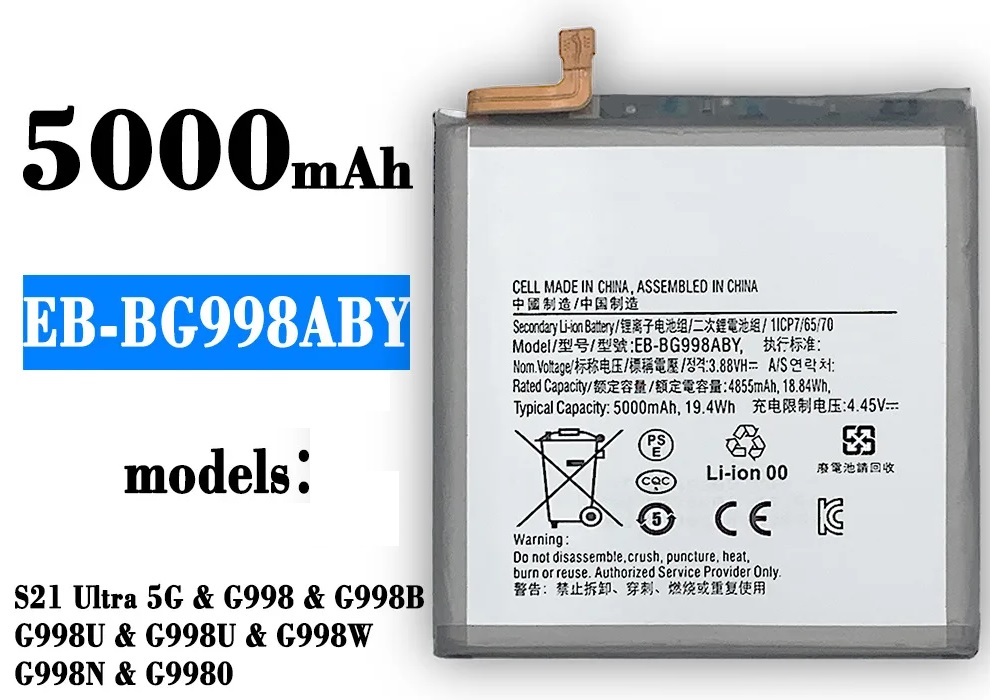 5000mAh
EB-BG998ABY
models:
S21 Ultra 5G & G998 & G998B
G998U & G998U & G998W
G998N & G9980
CELL MADE IN CHINA, ASSEMBLED IN CHINA
中國制造/中国制造
Secondary Li-ion Battery/锂离子电池组/二次鋰電池組/ 1ICP7/65/70
Model/型号/型號:EB-BG998ABY, 执行标准:
Nom.Voltage/标称电压/標稱電壓/정격:3.88V⎓ A/S연락처:
Rated Capacity/额定容量/額定電容量:4855mAh, 18.84Wh,
Typical Capacity: 5000mAh, 19.4Wh 充电限制电压:4.45V⎓
PS
E
CQC
5
Li-ion 00
廢電池請回收
CE
Warning:
Do not disassemble,crush, puncture, heat,
burn or reuse. Authorized Service Provider Only.
警告: 禁止拆卸、穿刺、燃烧或重复使用